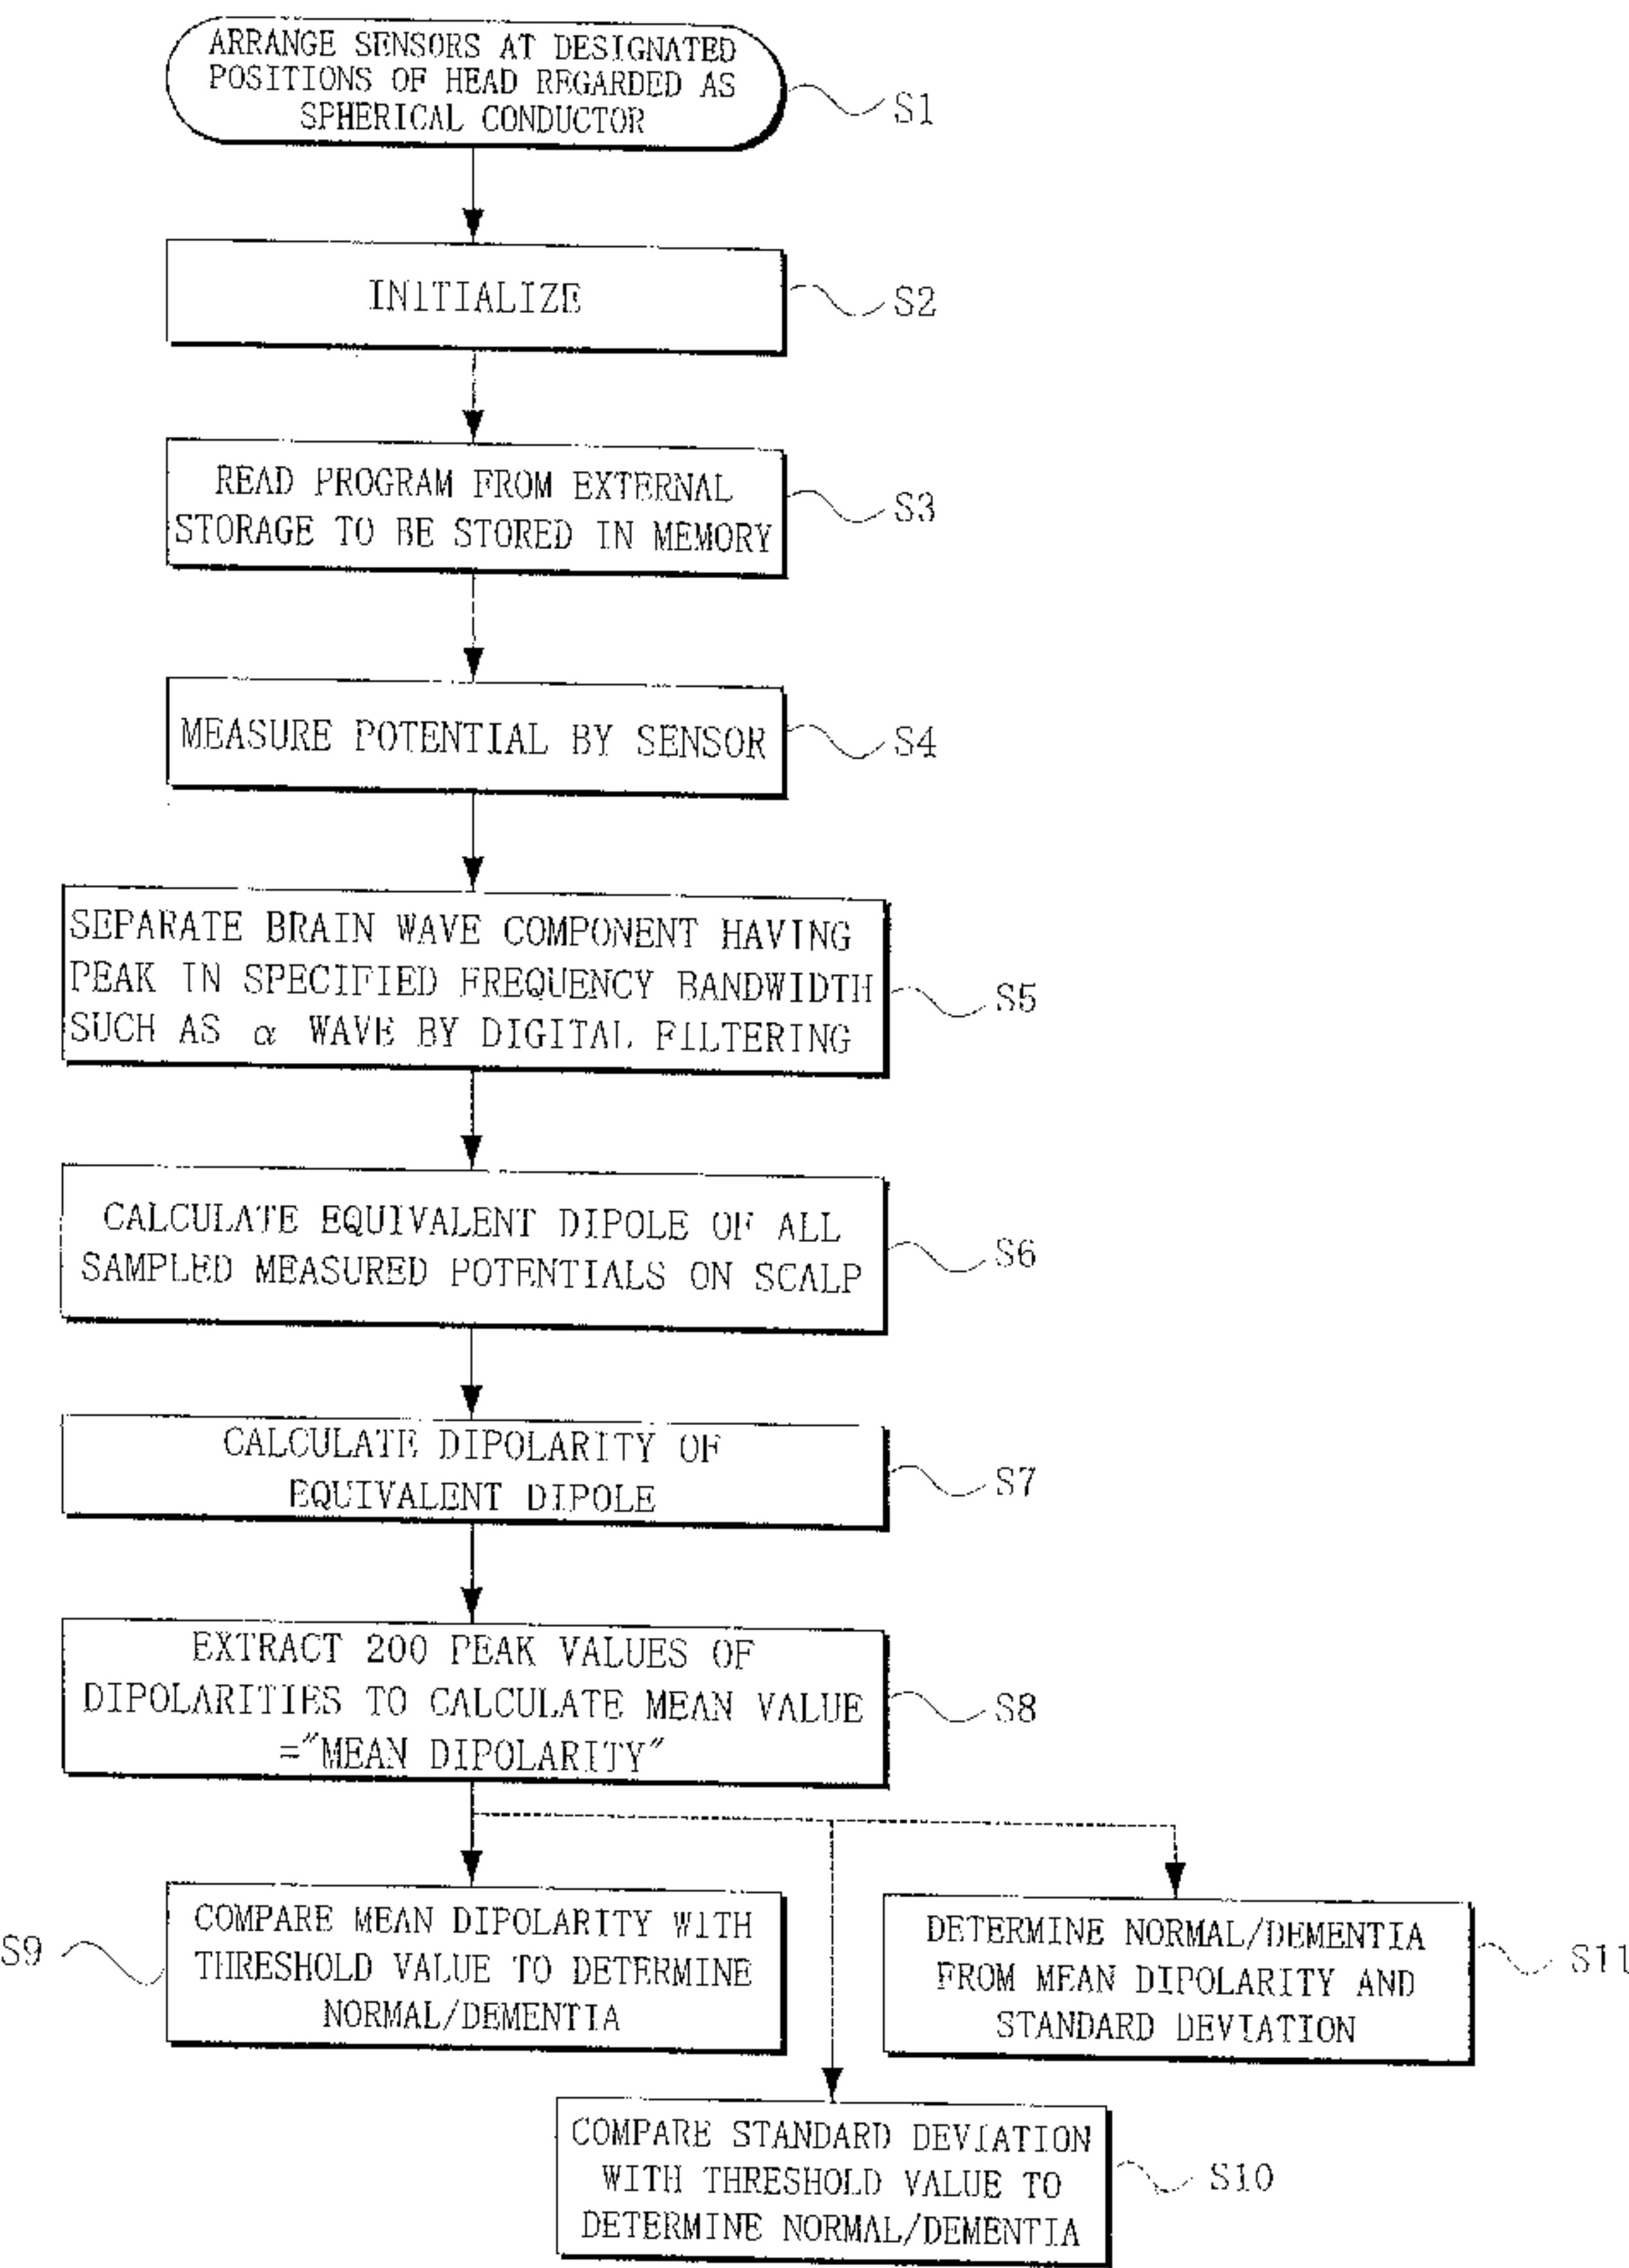 ARRANGE SENSORS AT DESIGNATED
POSITIONS OF HEAD REGARDED AS
SPHERICAL CONDUCTOR
S1
INITIALIZE
S2
READ PROGRAM FROM EXTERNAL
STORAGE TO BE STORED IN MEMORY
S3
MEASURE POTENTIAL BY SENSOR
S4
SEPARATE BRAIN WAVE COMPONENT HAVING
PEAK IN SPECIFIED FREQUENCY BANDWIDTH
SUCH AS α WAVE BY DIGITAL FILTERING
S5
CALCULATE EQUIVALENT DIPOLE OF ALL
SAMPLED MEASURED POTENTIALS ON SCALP
S6
CALCULATE DIPOLARITY OF
EQUIVALENT DIPOLE
S7
EXTRACT 200 PEAK VALUES OF
DIPOLARITIES TO CALCULATE MEAN VALUE
="MEAN DIPOLARITY"
S8
S9
COMPARE MEAN DIPOLARITY WITH
THRESHOLD VALUE TO DETERMINE
NORMAL/DEMENTIA
DETERMINE NORMAL/DEMENTIA
FROM MEAN DIPOLARITY AND
STANDARD DEVIATION
S11
COMPARE STANDARD DEVIATION
WITH THRESHOLD VALUE TO
DETERMINE NORMAL/DEMENTIA
S10